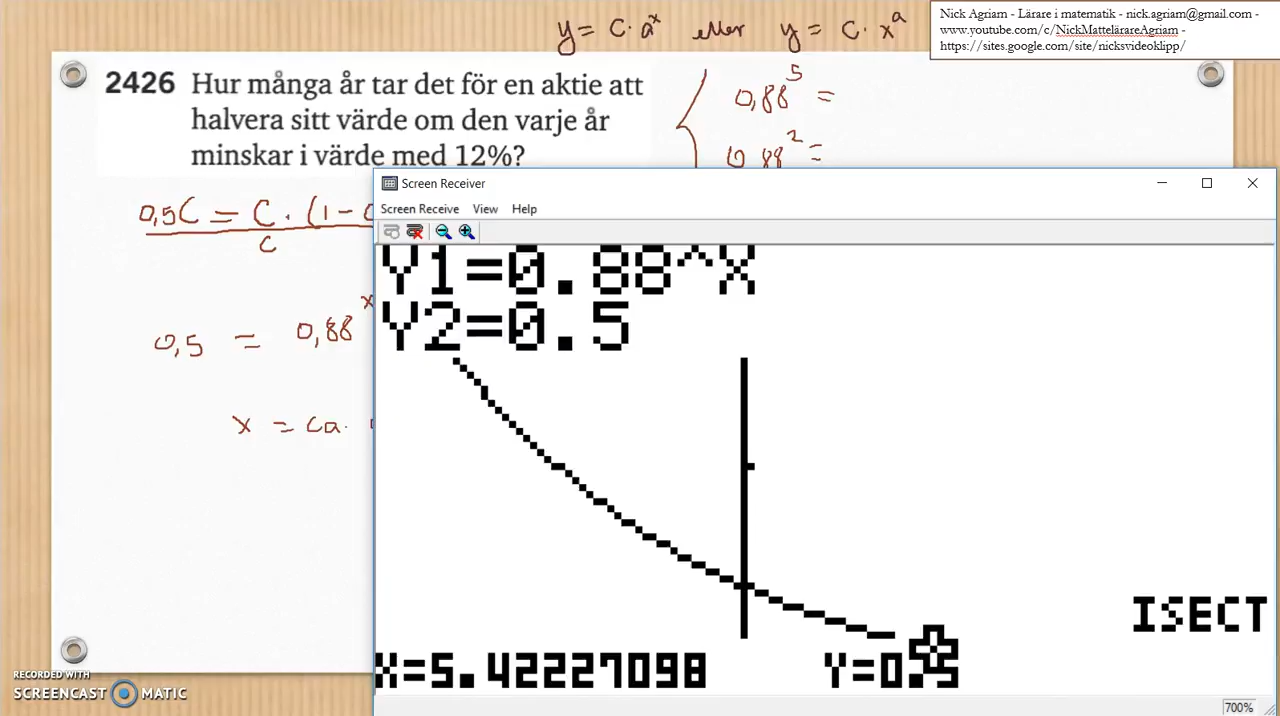 y = C · a^x eller y = C · x^a
Nick Agriam - Lärare i matematik - nick.agriam@gmail.com -
www.youtube.com/c/NickMattelärareAgriam -
https://sites.google.com/site/nicksvideoklipp/
2426 Hur många år tar det för en aktie att
halvera sitt värde om den varje år
minskar i värde med 12%?
0,88^5 =
0,88^2 =
0,5C = C · (1 -
C
0,5 = 0,88^x
x = ca.
Screen Receiver
Screen Receive View Help
Y1=0.88^X
Y2=0.5
ISECT
X=5.42227098 Y=0.5
700%
RECORDED WITH
SCREENCAST MATIC